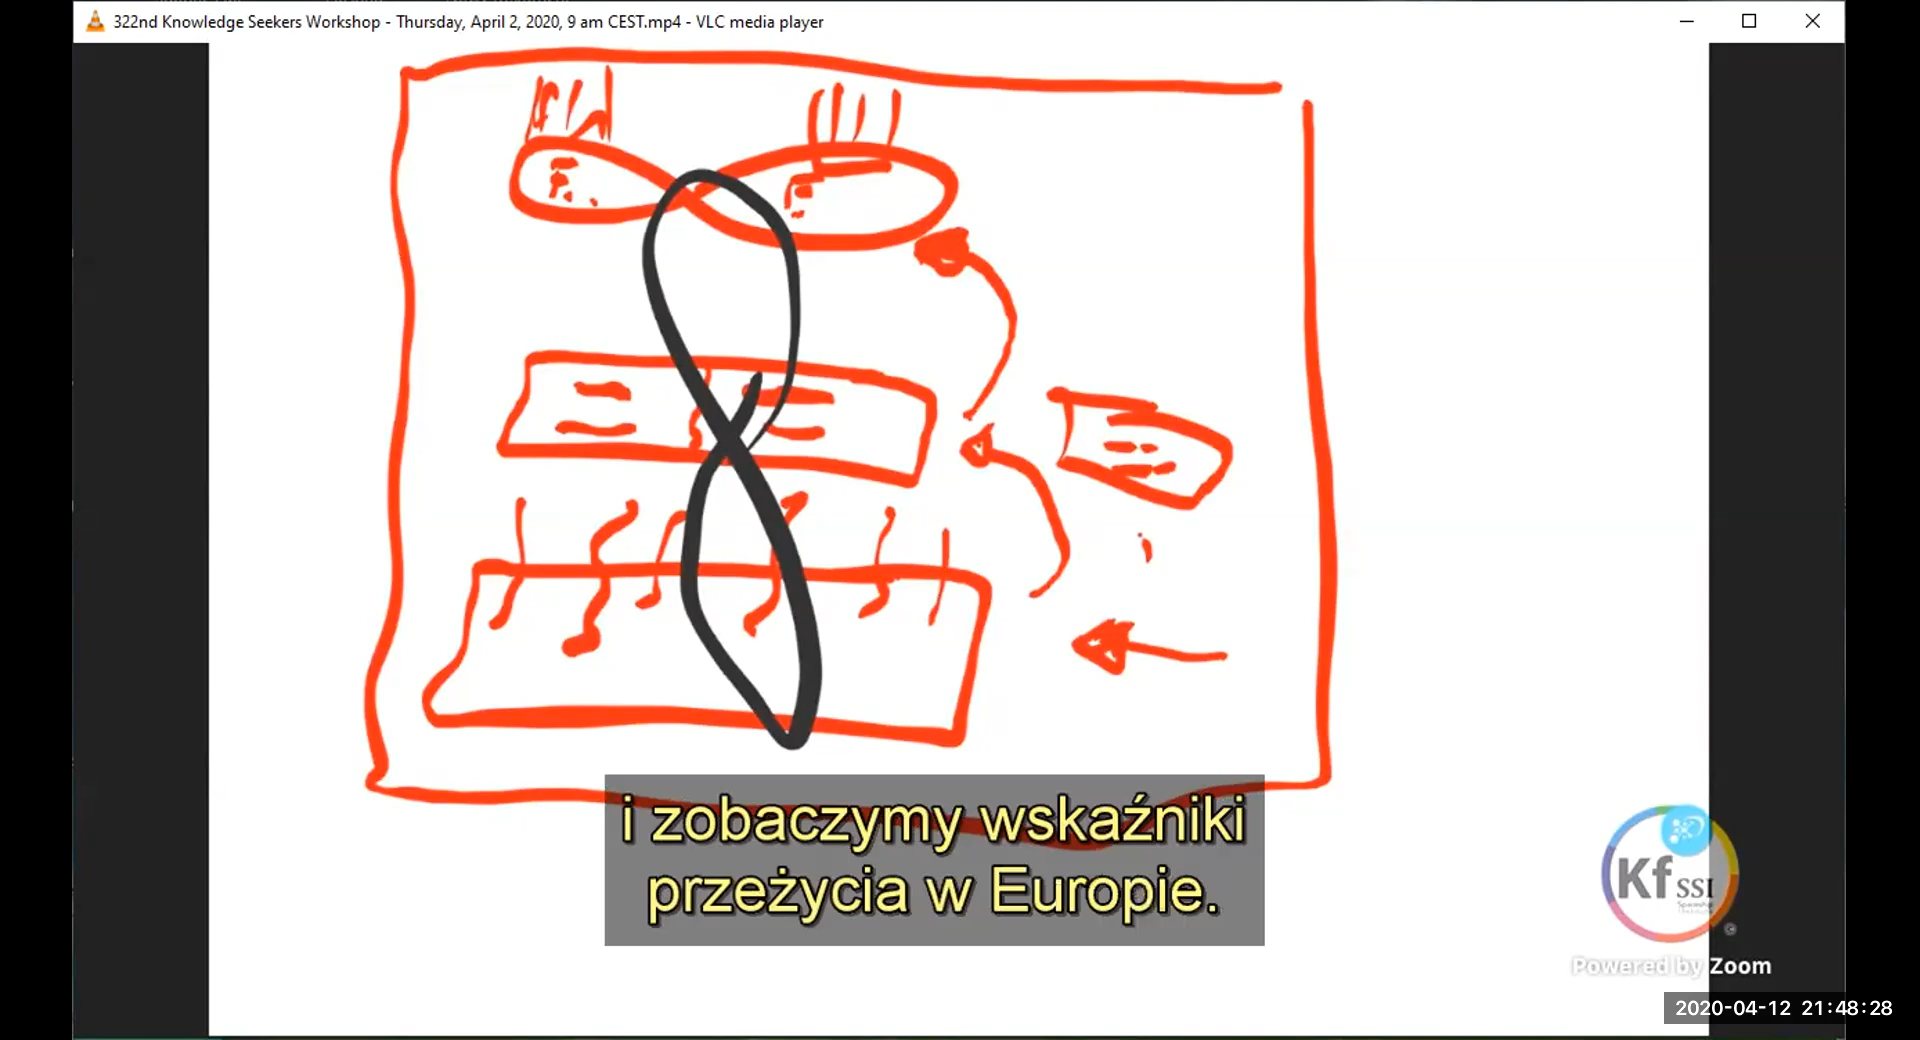 322nd Knowledge Seekers Workshop - Thursday, April 2, 2020, 9 am CEST.mp4 - VLC media player
i zobaczymy wskaźniki
przeżycia w Europie.
Kf SSI
Powered by Zoom
2020-04-12 21:48:28